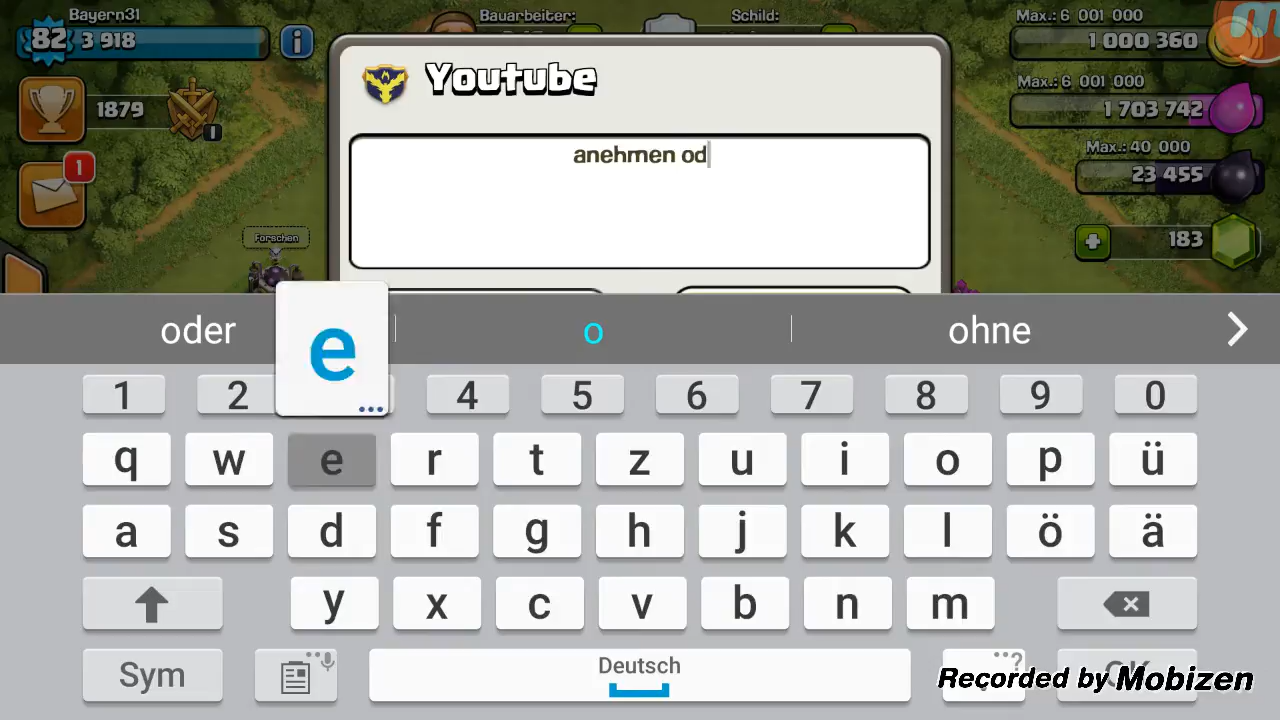 Bayern31
82 3 918
i
Bauarbeiter:
Schild:
Max.: 6 001 000
1 000 360
Youtube
1879
I
Max.: 6 001 000
1 703 742
anehmen od
1
Max.: 40 000
23 455
183
Forschen
oder
o
ohne
e
1 2 4 5 6 7 8 9 0
q w e r t z u i o p ü
a s d f g h j k l ö ä
y x c v b n m
Sym
Deutsch
Recorded by Mobizen